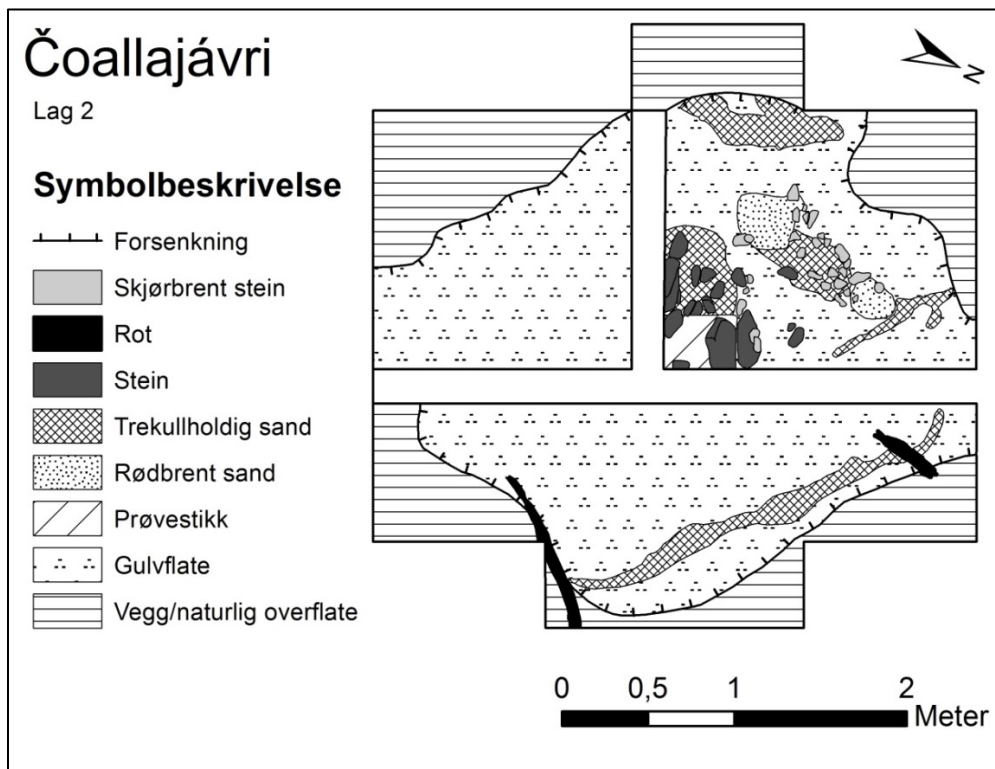 Čoallajávri
Lag 2
Symbolbeskrivelse
Forsenkning
Skjørbrent stein
Rot
Stein
Trekullholdig sand
Rødbrent sand
Prøvestikk
Gulvflate
Vegg/naturlig overflate
N
0 0,5 1 2
Meter